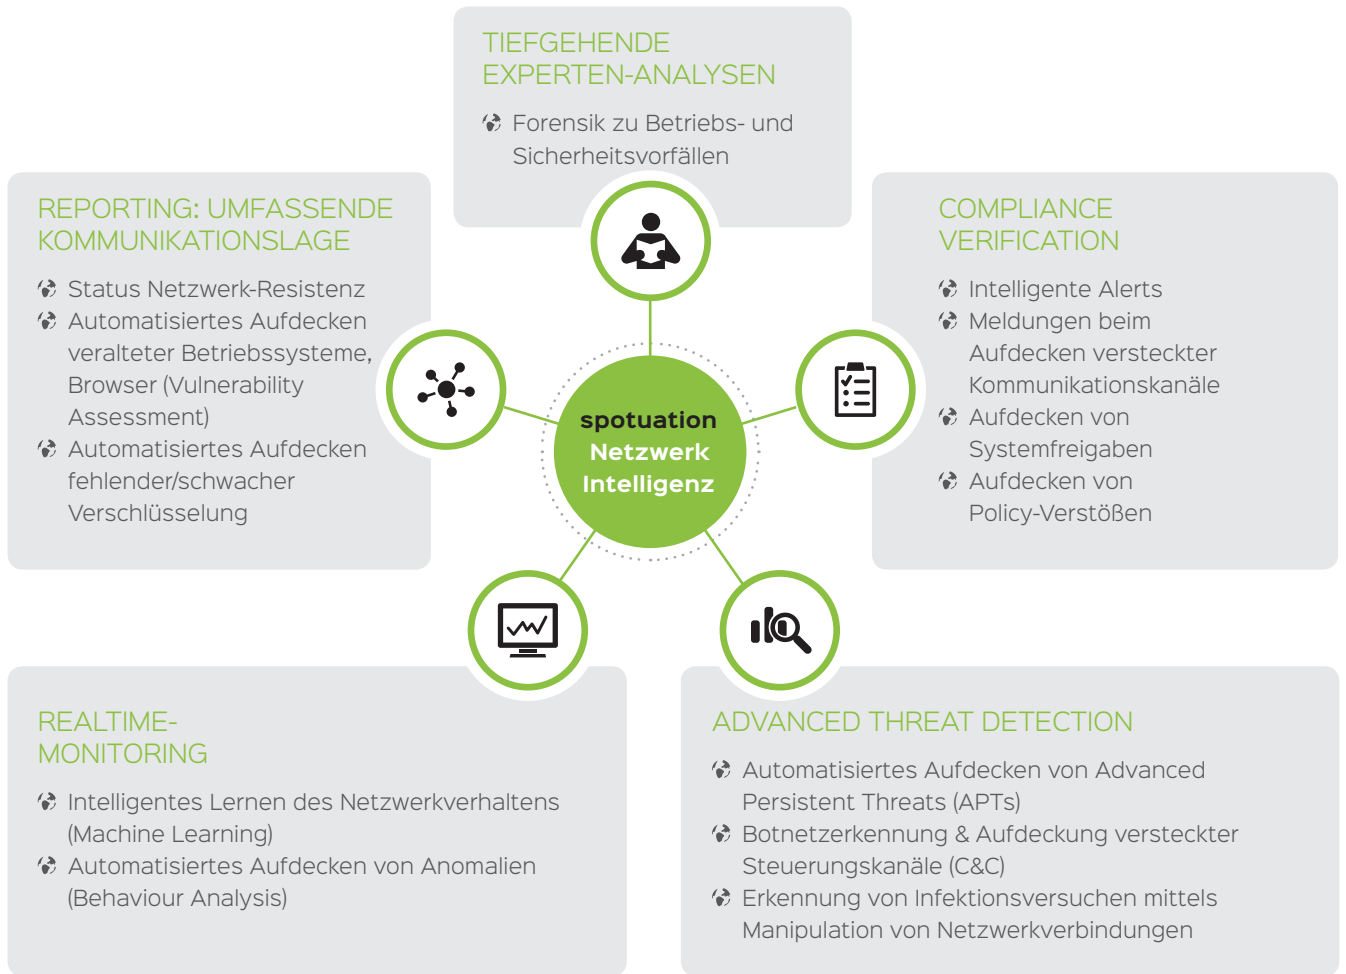 TIEFGEHENDE
EXPERTEN-ANALYSEN
Forensik zu Betriebs- und
Sicherheitsvorfällen
REPORTING: UMFASSENDE
KOMMUNIKATIONSLAGE
Status Netzwerk-Resistenz
Automatisiertes Aufdecken
veralteter Betriebssysteme,
Browser (Vulnerability
Assessment)
Automatisiertes Aufdecken
fehlender/schwacher
Verschlüsselung
COMPLIANCE
VERIFICATION
Intelligente Alerts
Meldungen beim
Aufdecken versteckter
Kommunikationskanäle
Aufdecken von
Systemfreigaben
Aufdecken von
Policy-Verstößen
spotuation
Netzwerk
Intelligenz
REALTIME-
MONITORING
Intelligentes Lernen des Netzwerkverhaltens
(Machine Learning)
Automatisiertes Aufdecken von Anomalien
(Behaviour Analysis)
ADVANCED THREAT DETECTION
Automatisiertes Aufdecken von Advanced
Persistent Threats (APTs)
Botnetzerkennung & Aufdeckung versteckter
Steuerungskanäle (C&C)
Erkennung von Infektionsversuchen mittels
Manipulation von Netzwerkverbindungen